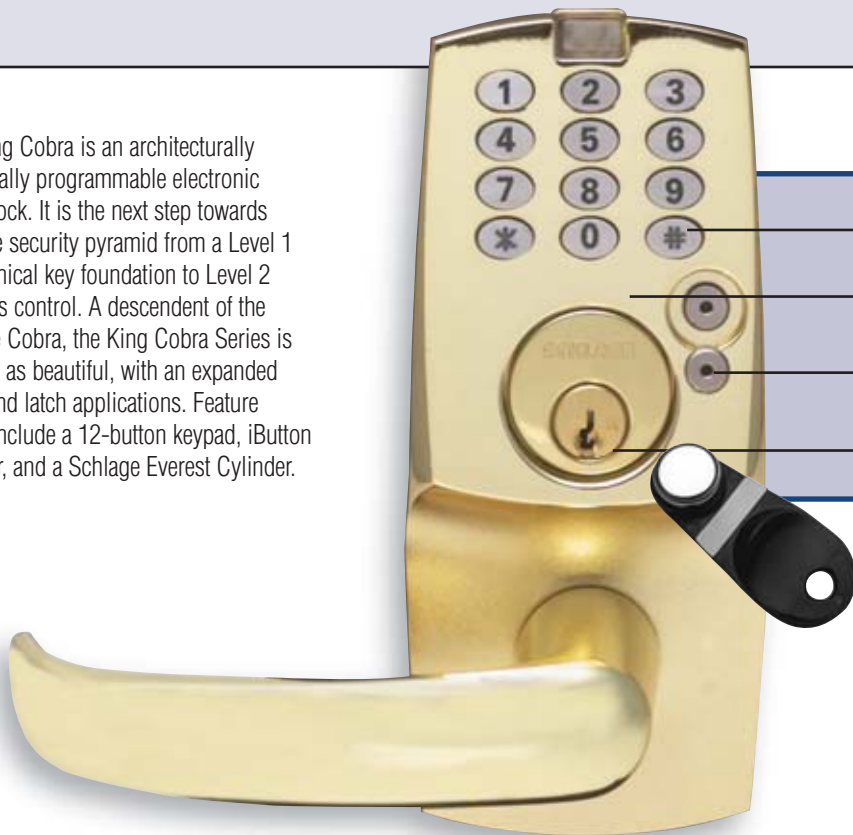 ng Cobra is an architecturally
ally programmable electronic
ock. It is the next step towards
e security pyramid from a Level 1
nical key foundation to Level 2
s control. A descendent of the
e Cobra, the King Cobra Series is
as beautiful, with an expanded
nd latch applications. Feature
nclude a 12-button keypad, iButton
r, and a Schlage Everest Cylinder.
1 2 3
4 5 6
7 8 9
* 0 #